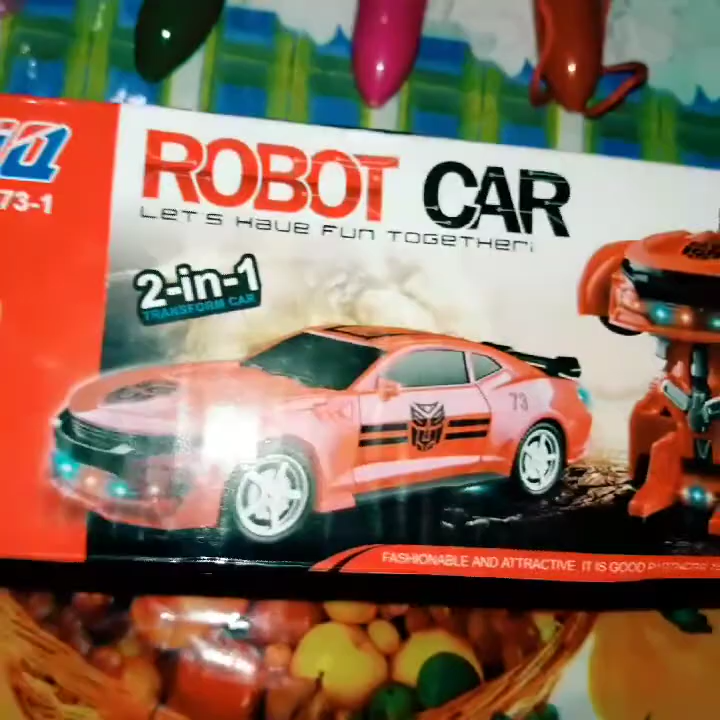 73-1
ROBOT CAR
LET'S HAVE FUN TOGETHER!
2-in-1
TRANSFORM CAR
73
FASHIONABLE AND ATTRACTIVE, IT IS GOOD